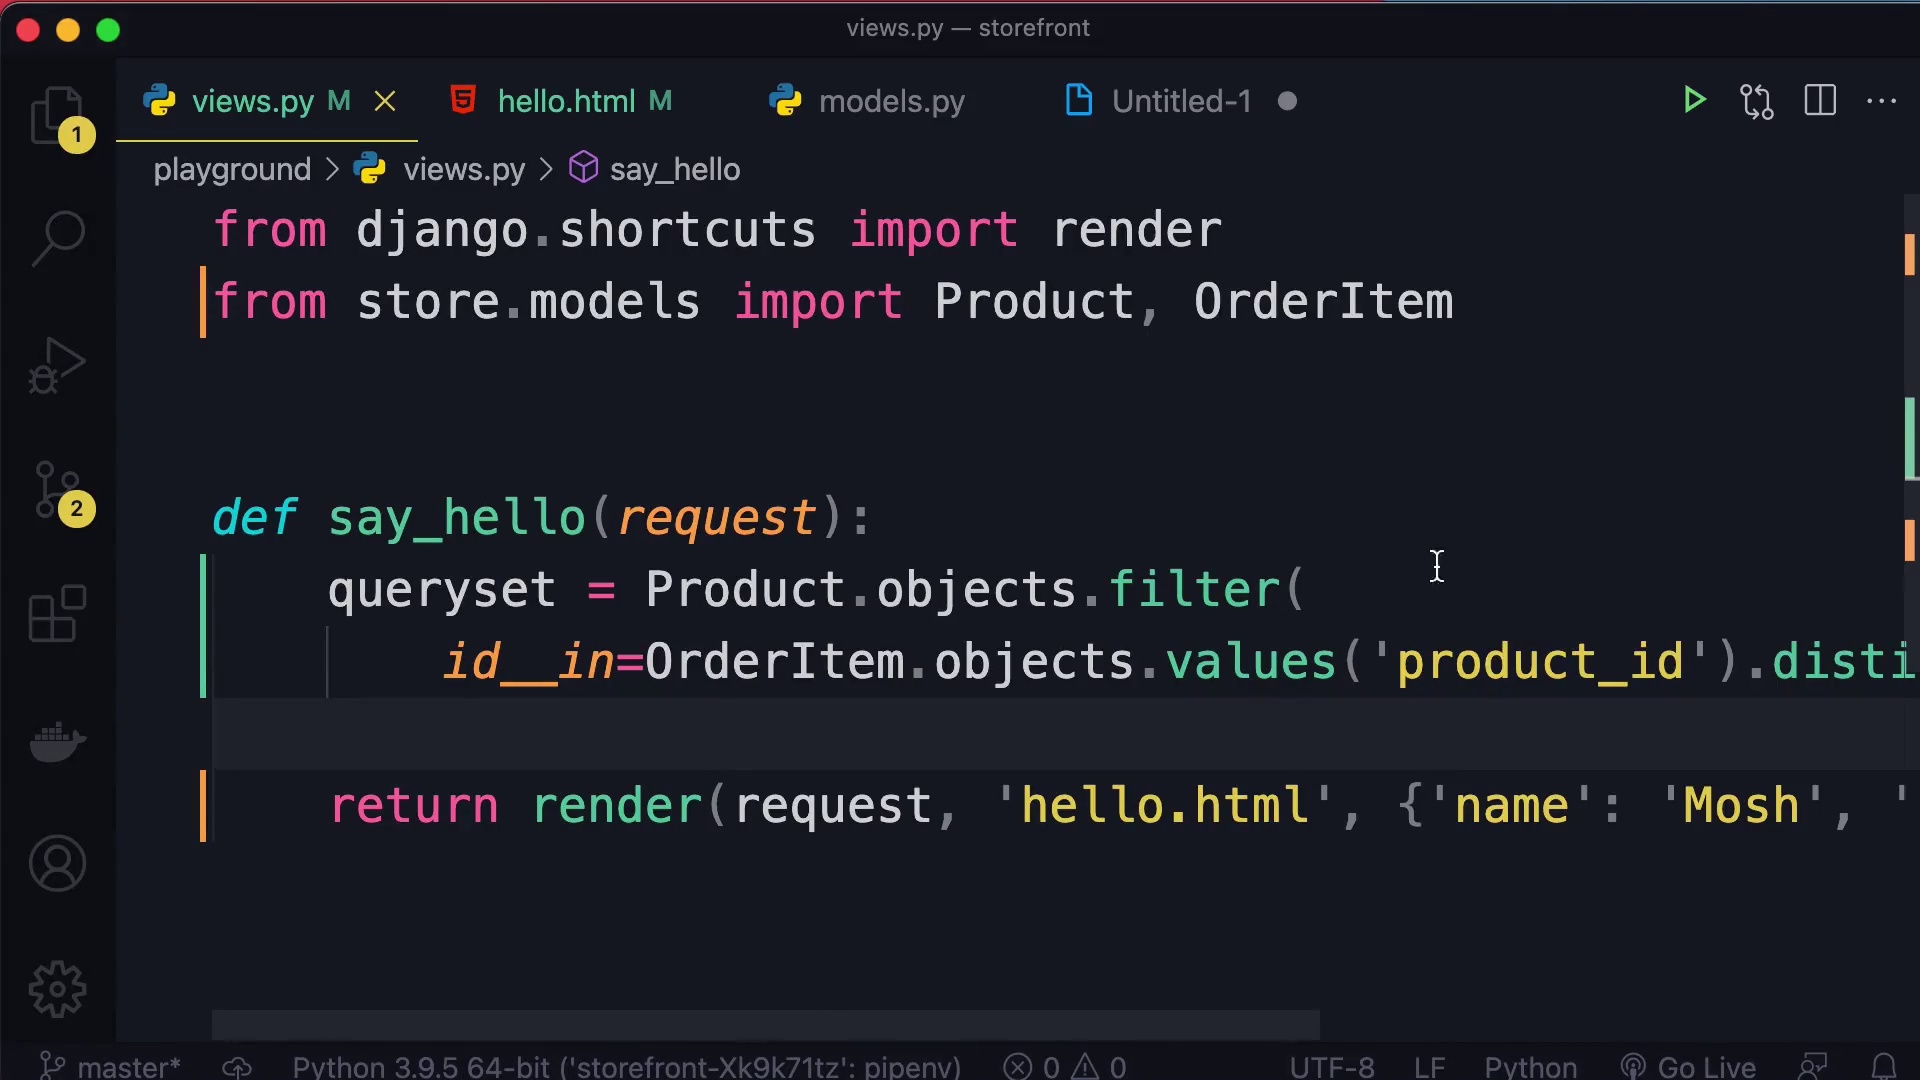 views.py — storefront
views.py M hello.html M models.py Untitled-1
1
playground > views.py > say_hello
from django.shortcuts import render
from store.models import Product, OrderItem
def say_hello(request):
2
queryset = Product.objects.filter(
id__in=OrderItem.objects.values('product_id').disti
return render(request, 'hello.html', {'name': 'Mosh', '
master* Python 3.9.5 64-bit ('storefront-Xk9k71tz': pipenv) 0 0 UTF-8 LF Python Go Live